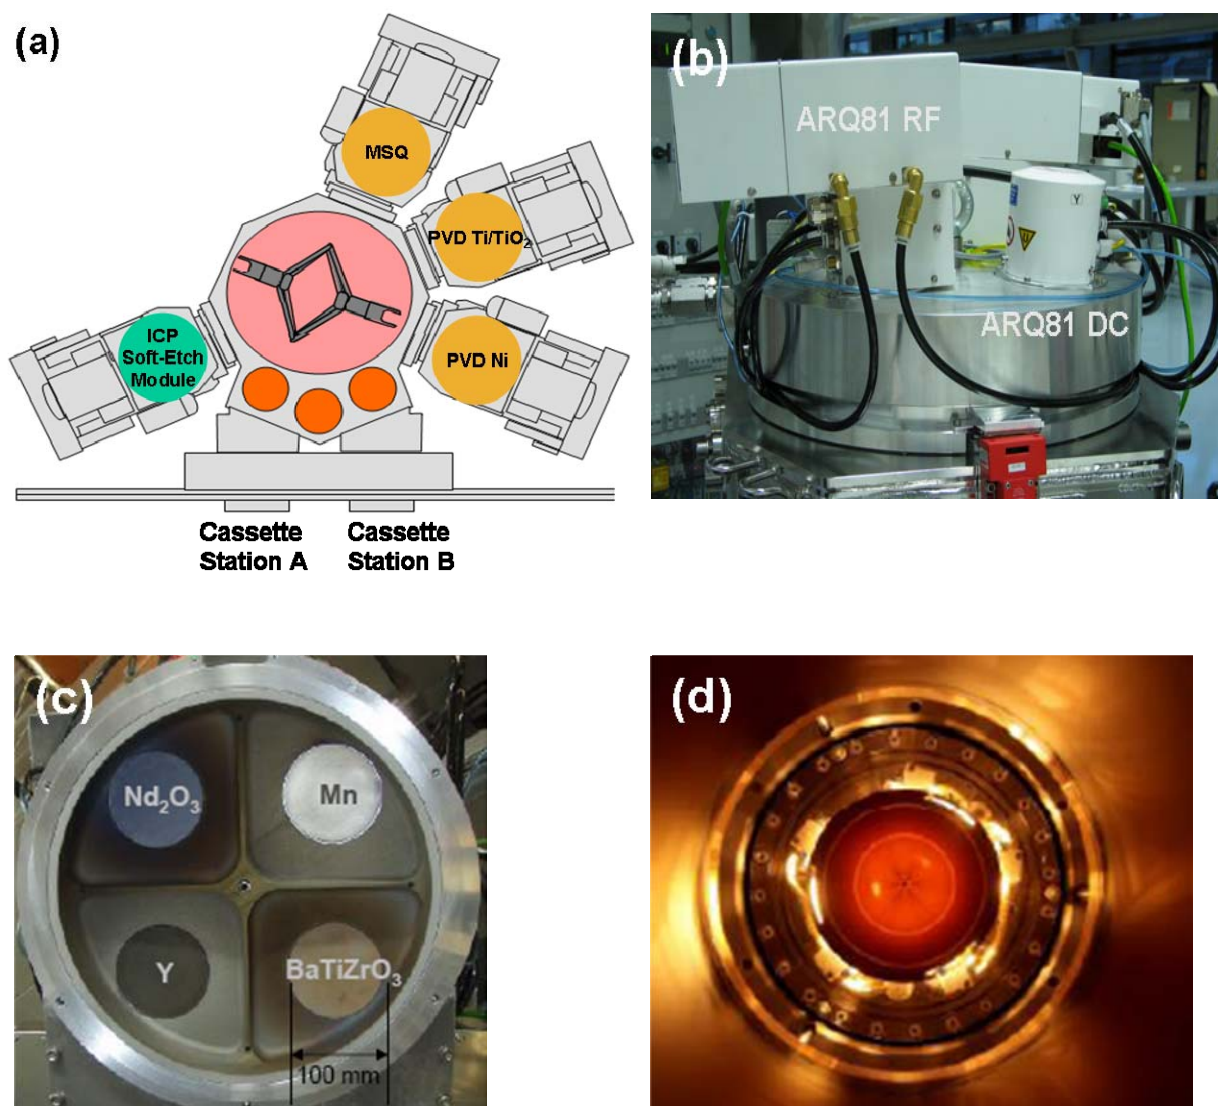 (a)
MSQ
PVD Ti/TiO₂
ICP
Soft-Etch
Module
PVD Ni
Cassette
Station A
Cassette
Station B
(b)
ARQ81 RF
Y
ARQ81 DC
(c)
Nd₂O₃
Mn
Y
BaTiZrO₃
100 mm
(d)